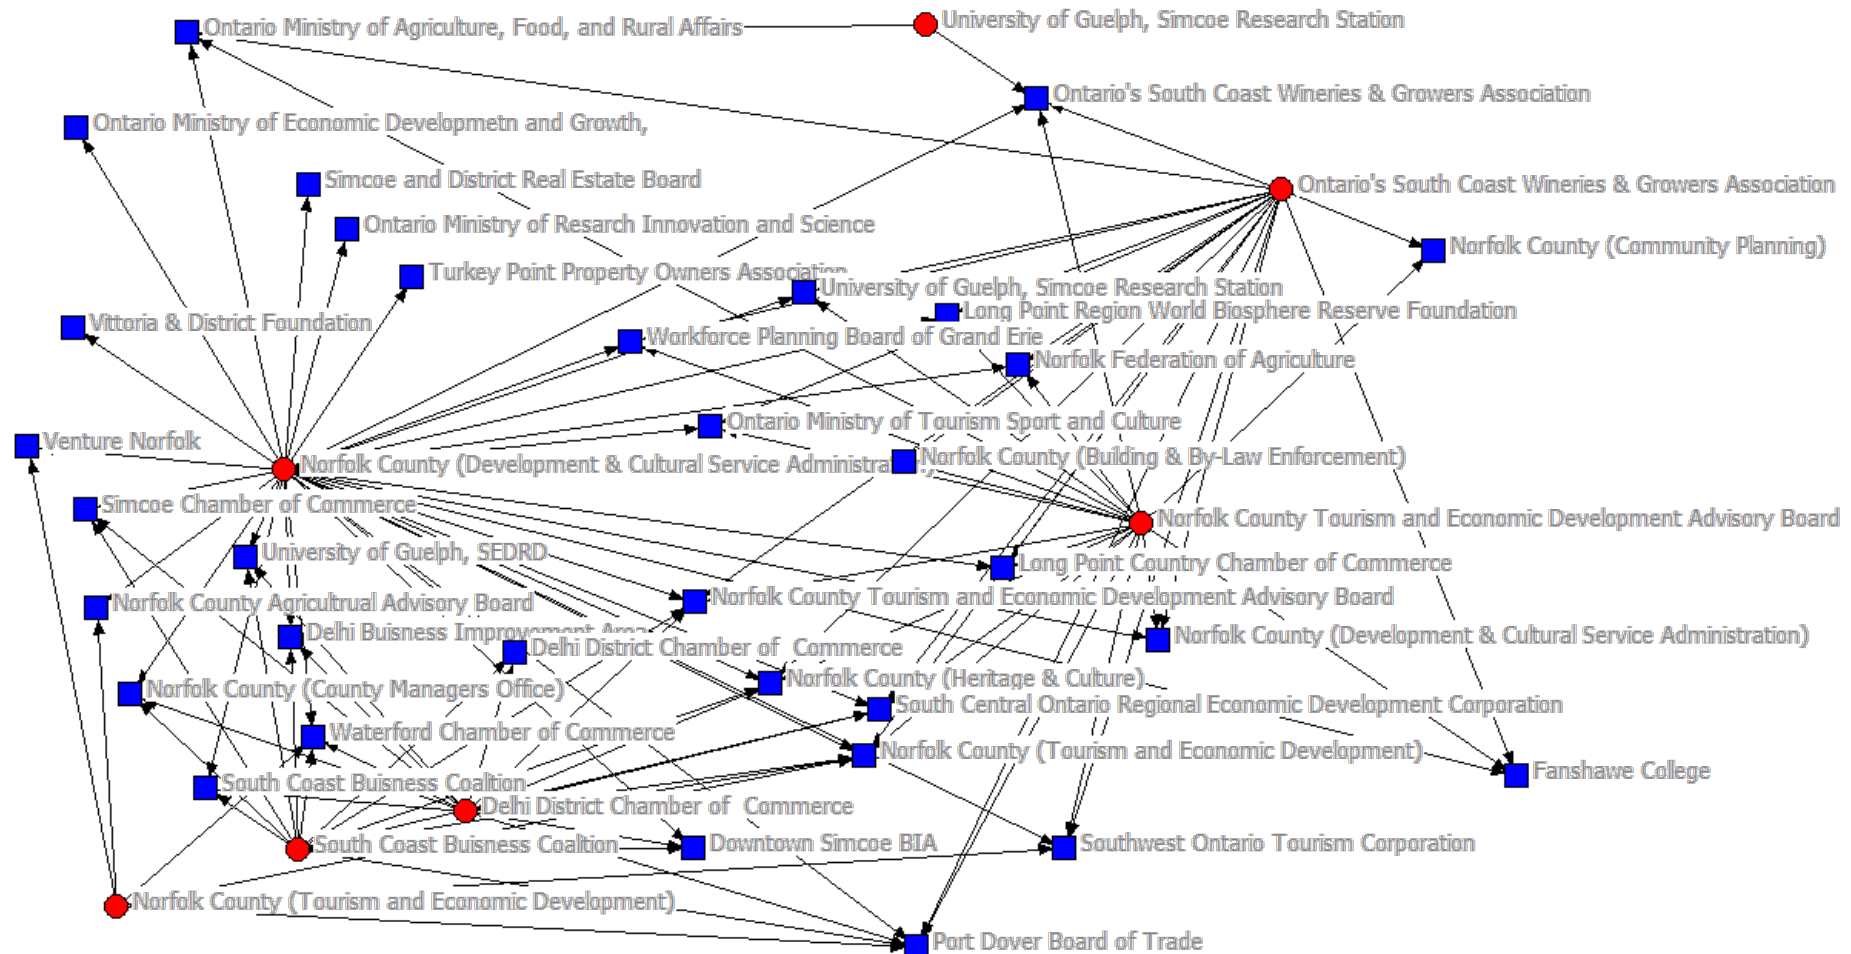 Ontario Ministry of Agriculture, Food, and Rural Affairs
University of Guelph, Simcoe Research Station
Ontario's South Coast Wineries & Growers Association
Ontario Ministry of Economic Developmetn and Growth,
Simcoe and District Real Estate Board
Ontario's South Coast Wineries & Growers Association
Ontario Ministry of Resarch Innovation and Science
Norfolk County (Community Planning)
Turkey Point Property Owners Association
University of Guelph, Simcoe Research Station
Long Point Region World Biosphere Reserve Foundation
Vittoria & District Foundation
Workforce Planning Board of Grand Erie
Norfolk Federation of Agriculture
Ontario Ministry of Tourism Sport and Culture
Venture Norfolk
Norfolk County (Building & By-Law Enforcement)
Norfolk County (Development & Cultural Service
Simcoe Chamber of Commerce
Norfolk County Tourism and Economic Development Advisory Board
University of Guelph, SEDRD
Long Point Country Chamber of Commerce
Norfolk County Agricultrual Advisory Board
Norfolk County Tourism and Economic Development Advisory Board
Delhi Buisness Improvement Area
Norfolk County (Development & Cultural Service Administration)
Delhi District Chamber of Commerce
Norfolk County (Heritage & Culture)
Norfolk County (County Managers Office)
South Central Ontario Regional Economic Development Corporation
Waterford Chamber of Commerce
Norfolk County (Tourism and Economic Development)
Fanshawe College
South Coast Buisness Coaltion
Delhi District Chamber of Commerce
South Coast Buisness Coalition
Downtown Simcoe BIA
Southwest Ontario Tourism Corporation
Norfolk County (Tourism and Economic Development)
Port Dover Board of Trade